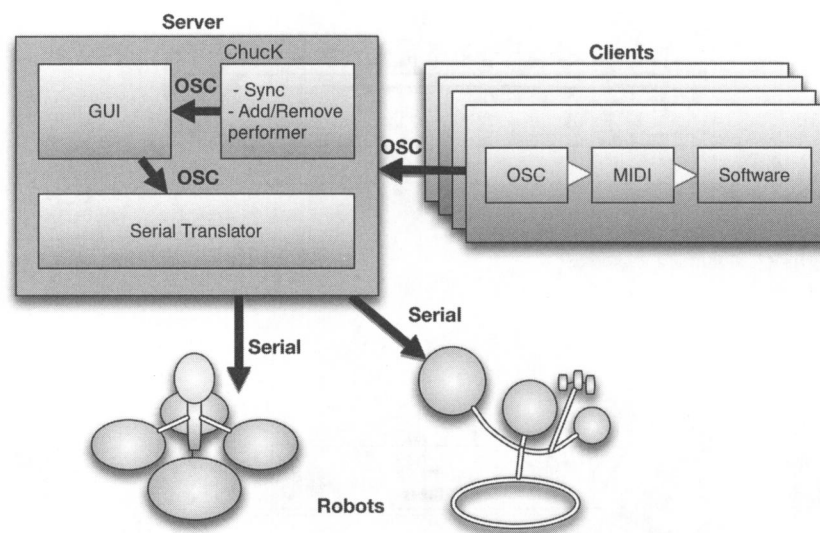 Server
ChucK
GUI
OSC
- Sync
- Add/Remove
performer
OSC
Serial Translator
Clients
OSC
OSC
MIDI
Software
Serial
Serial
Robots